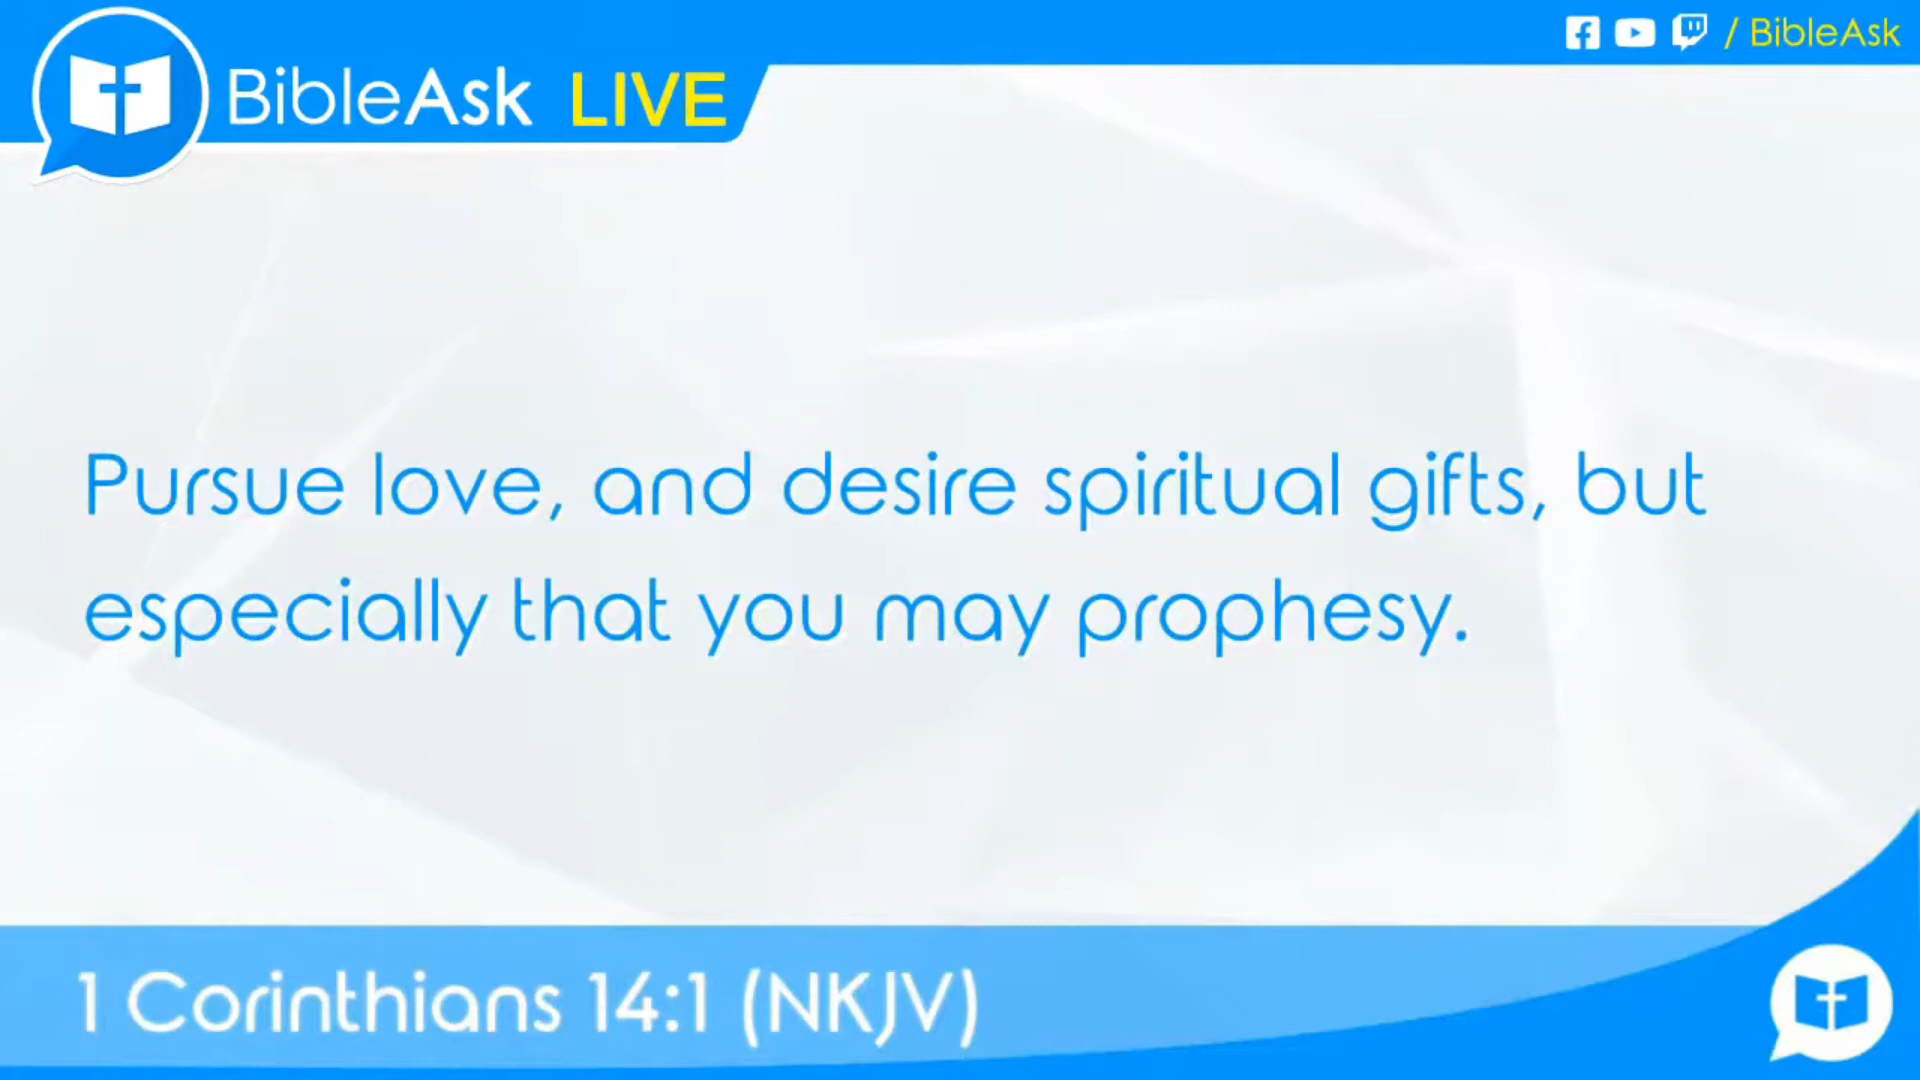 / BibleAsk
BibleAsk LIVE
Pursue love, and desire spiritual gifts, but
especially that you may prophesy.
1 Corinthians 14:1 (NKJV)